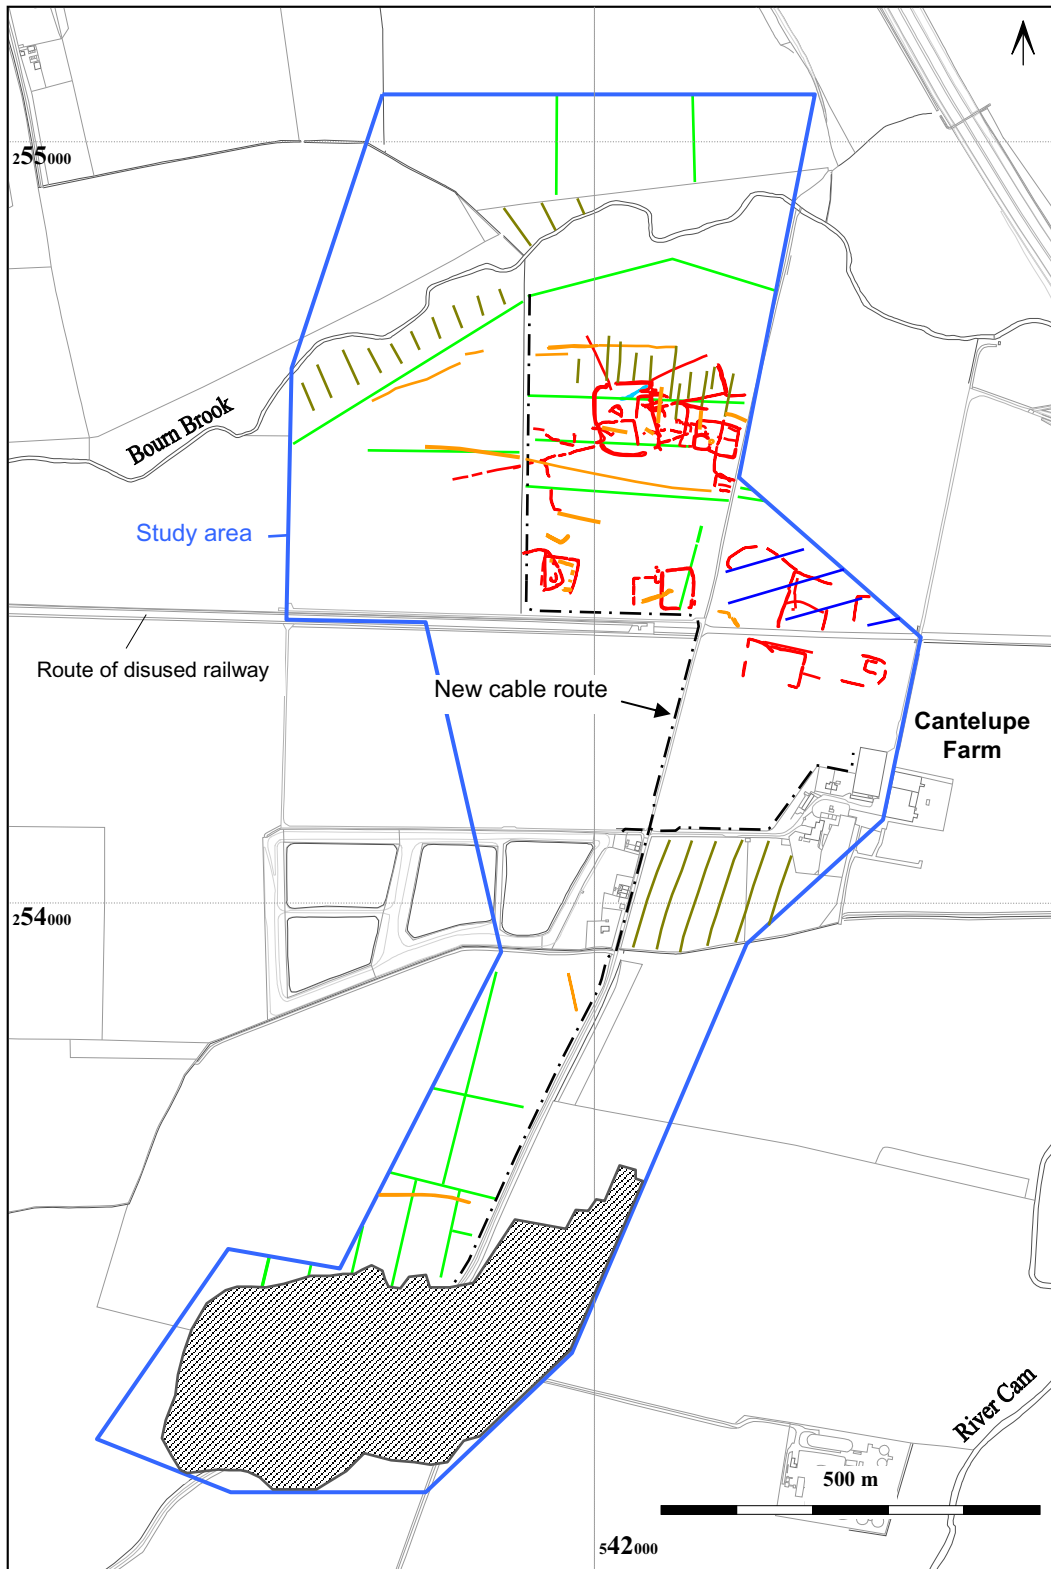 255000
Bourn Brook
Study area
Route of disused railway
New cable route
Cantelupe
Farm
254000
River Cam
500 m
542000